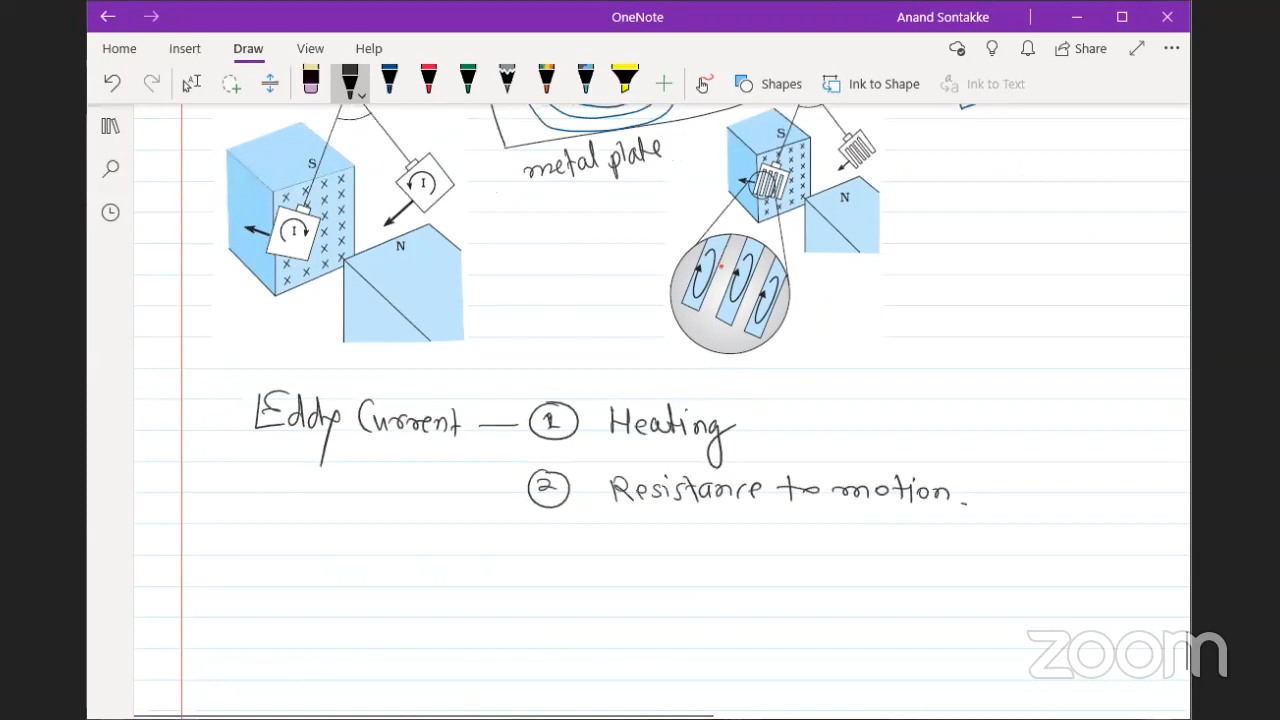 OneNote
Anand Sontakke
Home Insert Draw View Help
Share
Shapes
Ink to Shape
Ink to Text
S
I
I
N
metal plate
S
N
Eddy Current — 1 Heating
2 Resistance to motion.
zoom